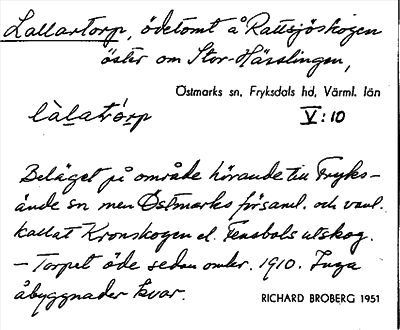 Lallartorp, ödetomt å Rattsjöskogen
öster om Stor-Hässlingen,
Östmarks sn, Fryksdals hd, Värml. län
làlatórp V:10
Beläget på område hörande till Fryks-
ände sn men Östmarks församl. och vanl.
kallat Kronskogen el. Fensbols utskog.
– Torpet öde sedan omkr. 1910. Inga
åbyggnader kvar.
RICHARD BROBERG 1951